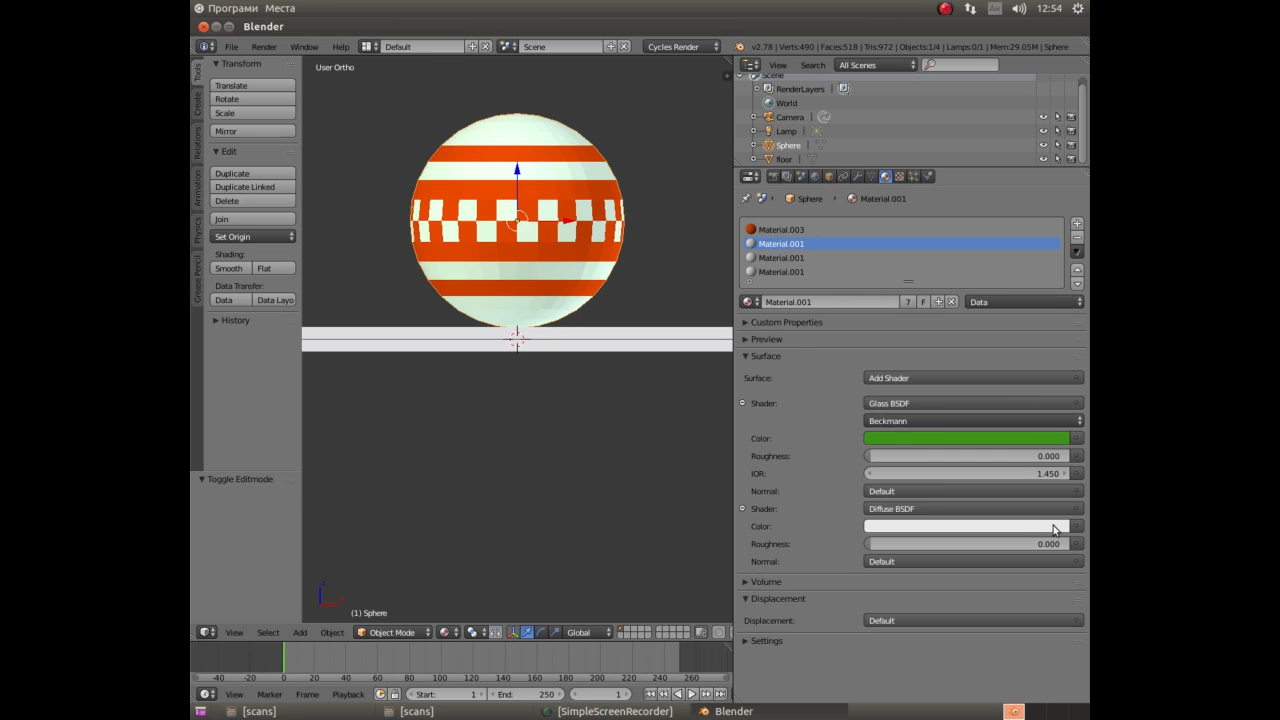 Програми Места
Ан
12:54
Blender
File Render Window Help Default Scene Cycles Render v2.78 | Verts:490 | Faces:518 | Tris:972 | Objects:1/4 | Lamps:0/1 | Mem:29.05M | Sphere
Tools
Create
Relations
Animation
Physics
Grease Pencil
Transform
Translate
Rotate
Scale
Mirror
Edit
Duplicate
Duplicate Linked
Delete
Join
Set Origin
Shading:
Smooth Flat
Data Transfer:
Data Data Layo
History
Toggle Editmode
User Ortho
(1) Sphere
View Select Add Object Object Mode Global
View Search All Scenes
Scene
RenderLayers
World
Camera
Lamp
Sphere
floor
Sphere Material.001
Material.003
Material.001
Material.001
Material.001
Material.001 7 F Data
Custom Properties
Preview
Surface
Surface: Add Shader
Shader: Glass BSDF
Beckmann
Color:
Roughness: 0.000
IOR: 1.450
Normal: Default
Shader: Diffuse BSDF
Color:
Roughness: 0.000
Normal: Default
Volume
Displacement
Displacement: Default
Settings
-40 -20 0 20 40 60 80 100 120 140 160 180 200 220 240 260
View Marker Frame Playback Start: 1 End: 250 1
[scans] [scans] [SimpleScreenRecorder] Blender